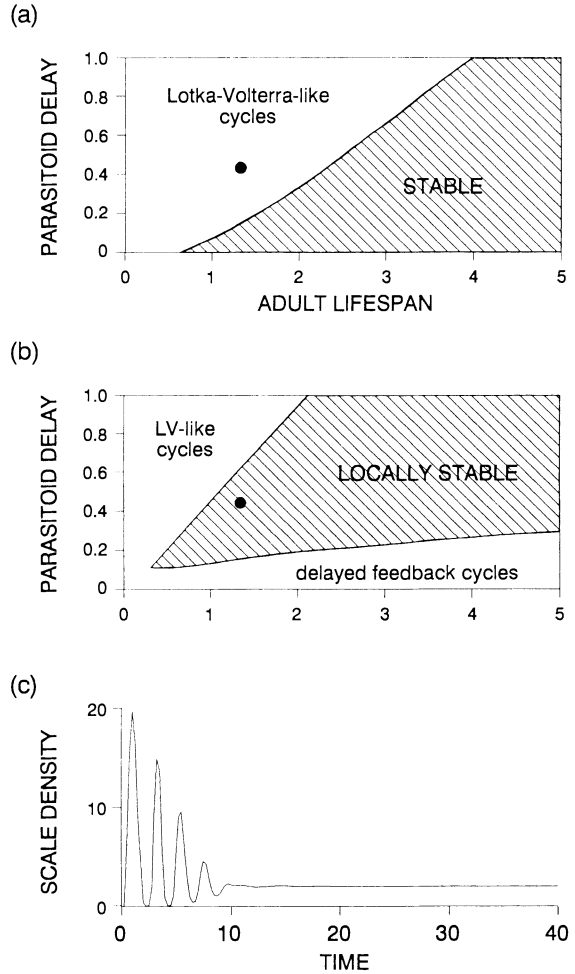 (a)
PARASITOID DELAY
1.0
0.8
0.6
0.4
0.2
0
Lotka-Volterra-like
cycles
STABLE
0 1 2 3 4 5
ADULT LIFESPAN
(b)
PARASITOID DELAY
1.0
0.8
0.6
0.4
0.2
0
LV-like
cycles
LOCALLY STABLE
delayed feedback cycles
0 1 2 3 4 5
ADULT LIFESPAN
(c)
SCALE DENSITY
20
10
0
0 10 20 30 40
TIME